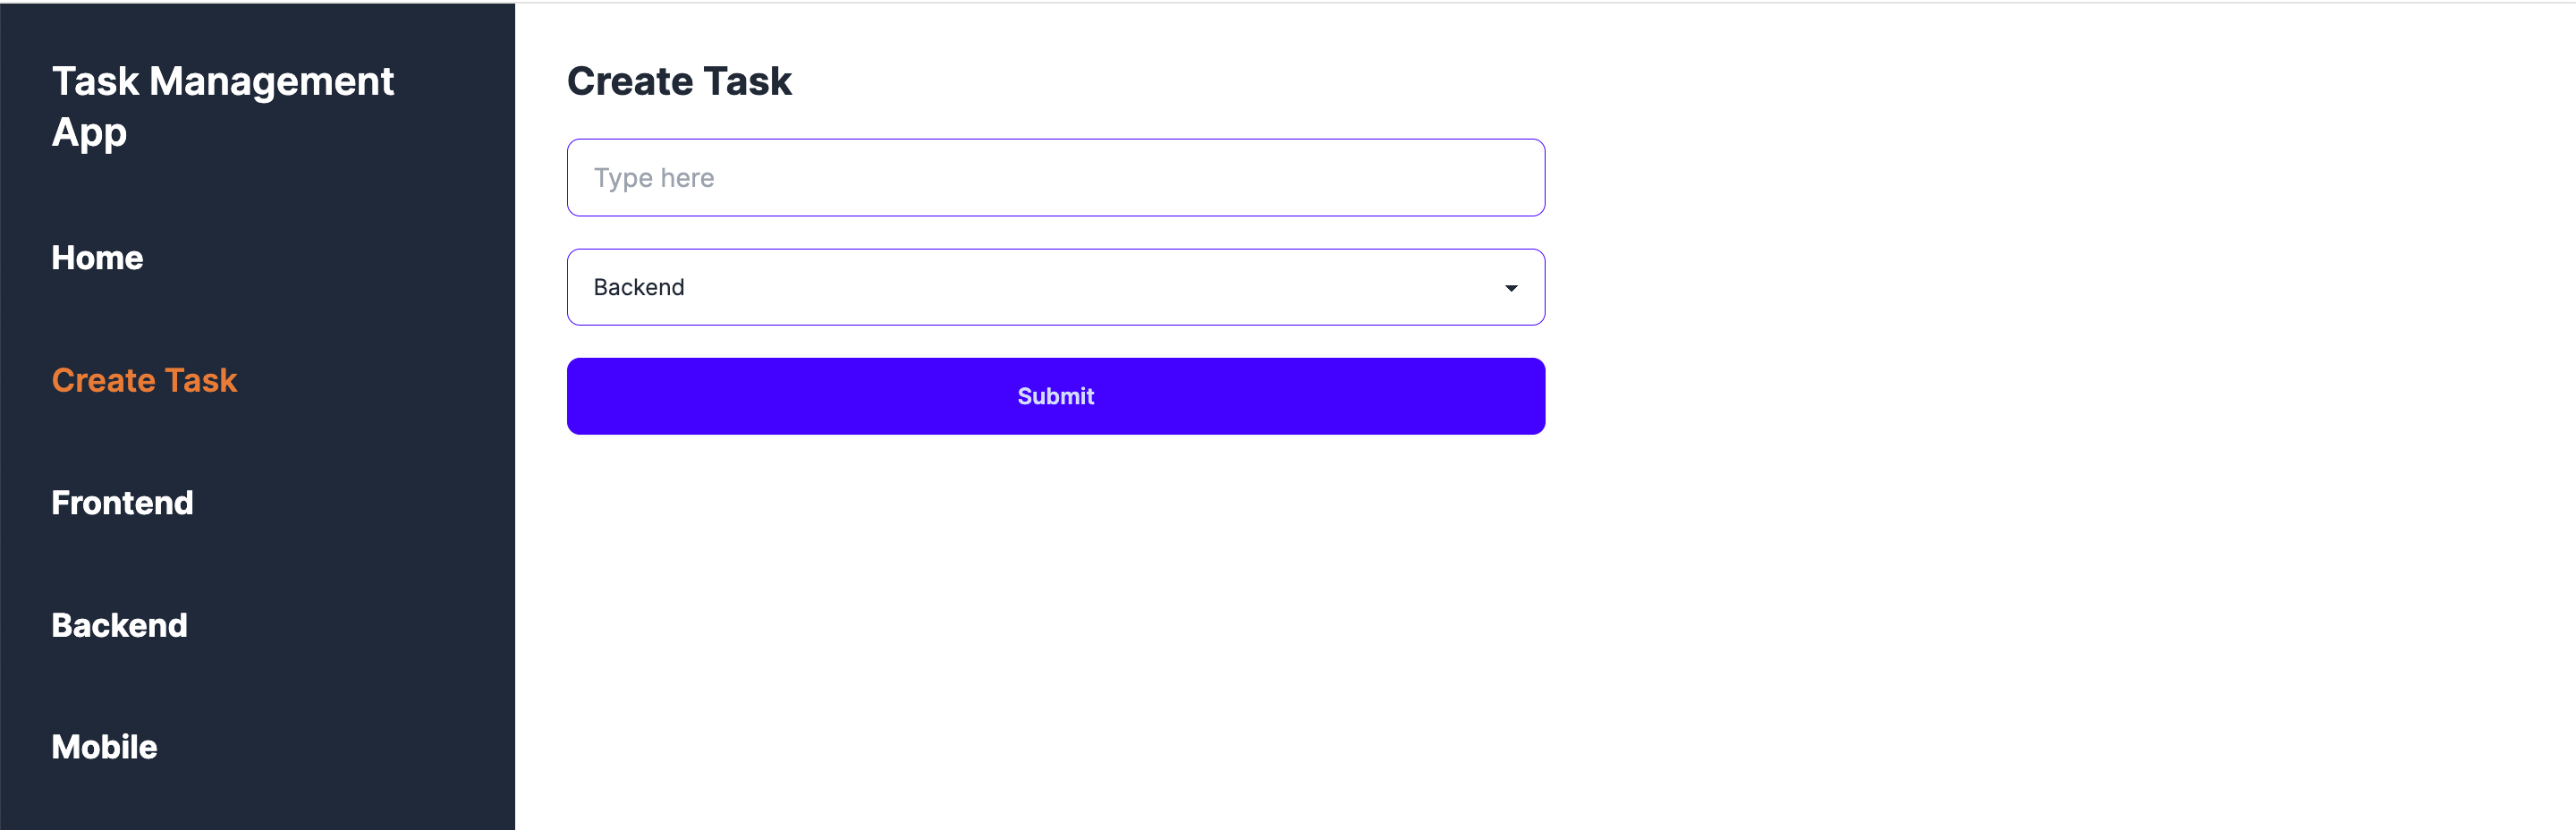 Task Management
App
Home
Create Task
Frontend
Backend
Mobile
Create Task
Type here
Backend
Submit